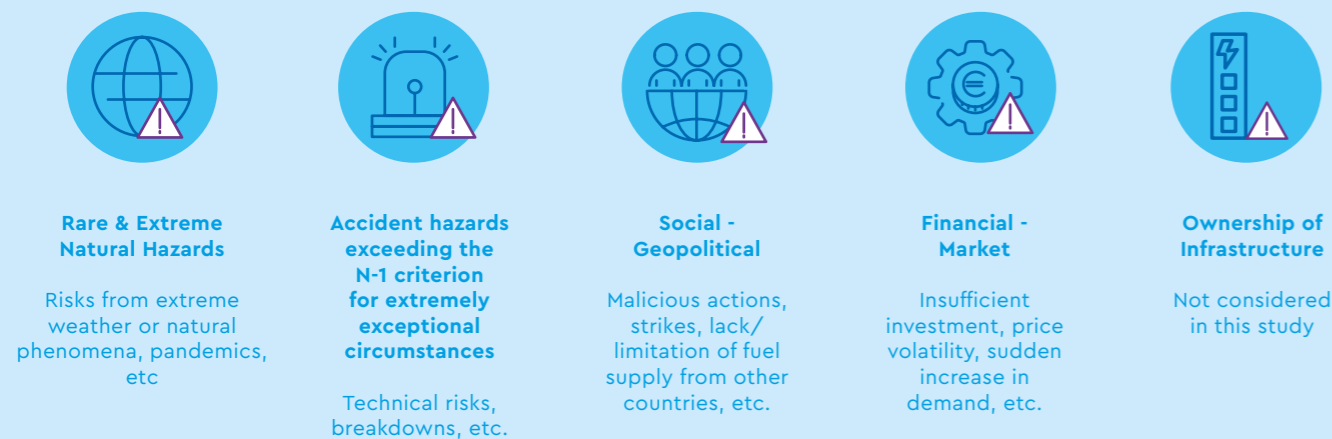 Rare & Extreme
Natural Hazards
Risks from extreme
weather or natural
phenomena, pandemics,
etc
Accident hazards
exceeding the
N-1 criterion
for extremely
exceptional
circumstances
Technical risks,
breakdowns, etc.
Social -
Geopolitical
Malicious actions,
strikes, lack/
limitation of fuel
supply from other
countries, etc.
Financial -
Market
Insufficient
investment, price
volatility, sudden
increase in
demand, etc.
Ownership of
Infrastructure
Not considered
in this study